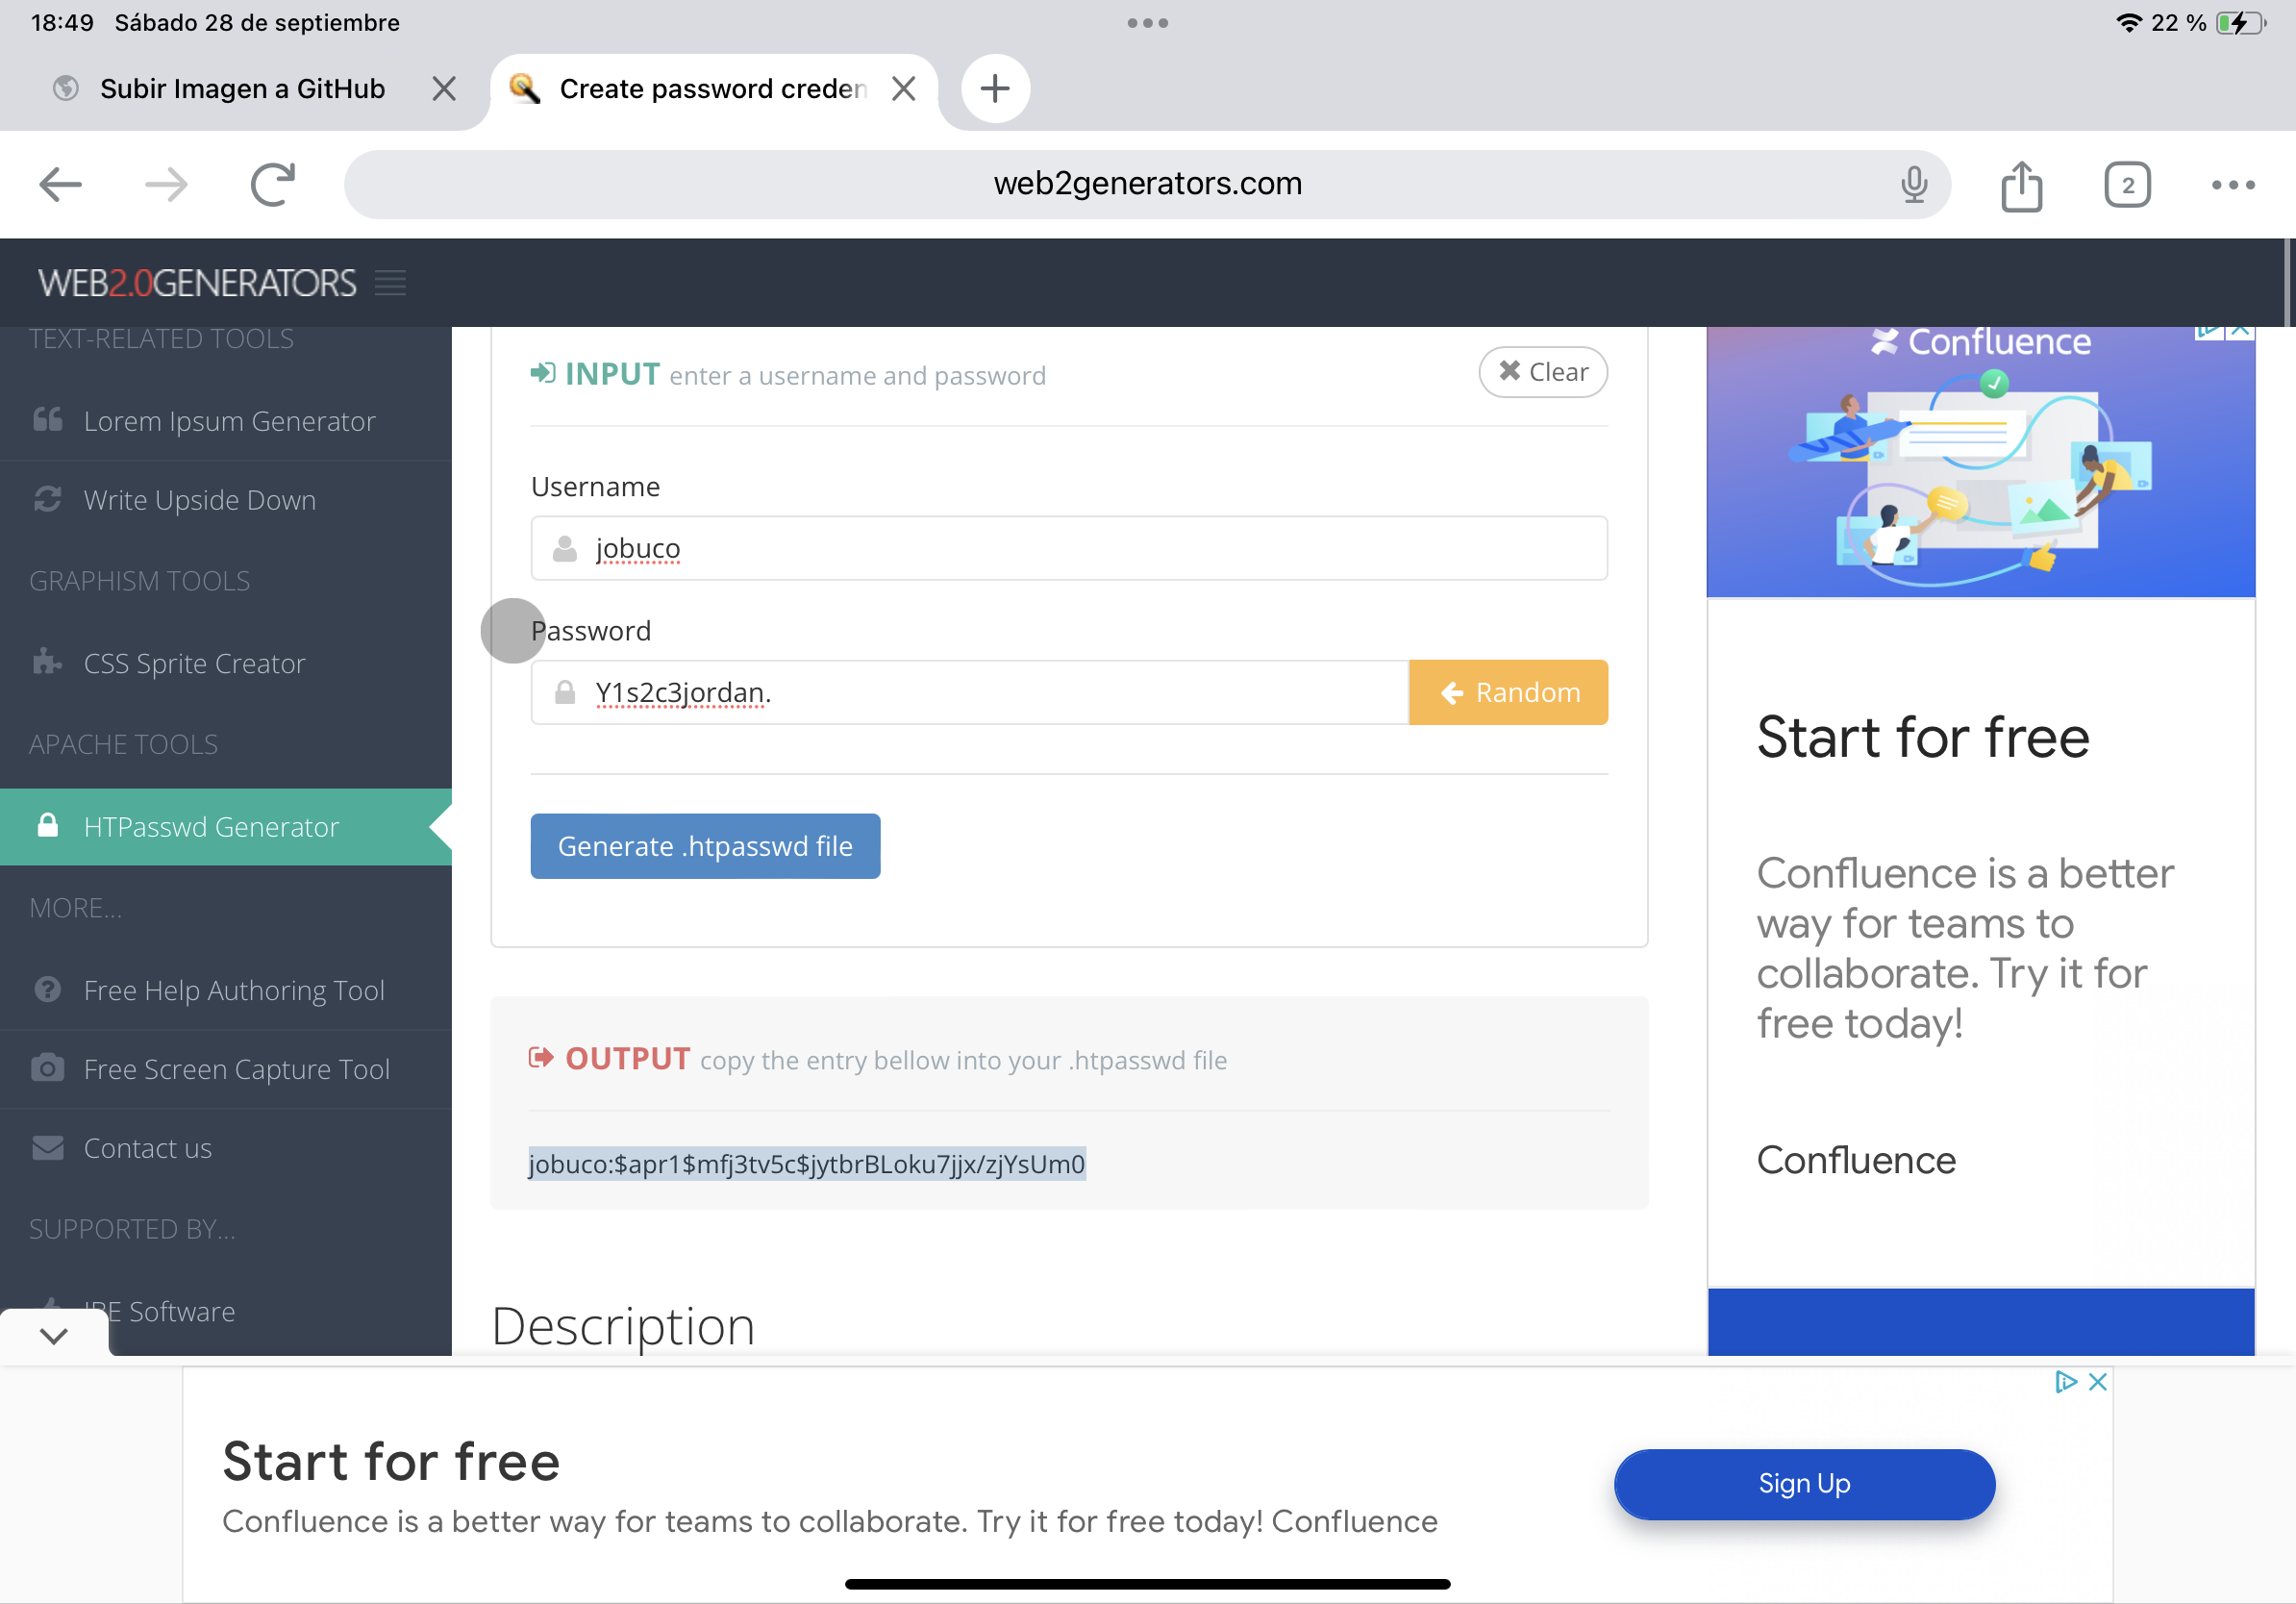 18:49 Sábado 28 de septiembre
22 %
Subir Imagen a GitHub
Create password creden
web2generators.com
2
WEB2.0GENERATORS
TEXT-RELATED TOOLS
Lorem Ipsum Generator
Write Upside Down
GRAPHISM TOOLS
CSS Sprite Creator
APACHE TOOLS
HTPasswd Generator
MORE...
Free Help Authoring Tool
Free Screen Capture Tool
Contact us
SUPPORTED BY...
Software
INPUT enter a username and password
Clear
Username
jobuco
Password
Y1s2c3jordan.
Random
Generate .htpasswd file
OUTPUT copy the entry bellow into your .htpasswd file
jobuco:$apr1$mfj3tv5c$jytbrBLoku7jjx/zjYsUm0
Description
Confluence
Start for free
Confluence is a better
way for teams to
collaborate. Try it for
free today!
Confluence
Start for free
Confluence is a better way for teams to collaborate. Try it for free today! Confluence
Sign Up